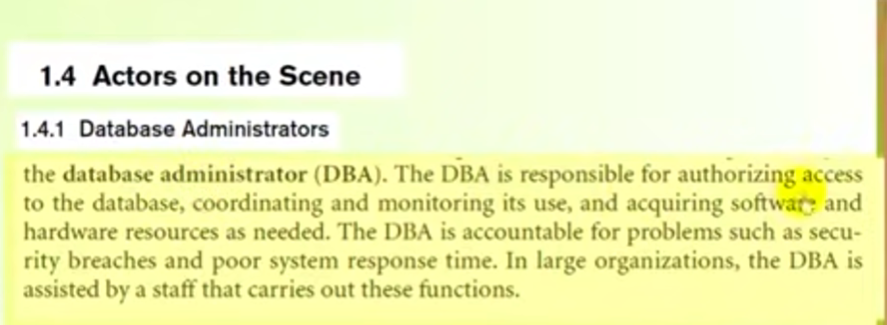 1.4 Actors on the Scene
1.4.1 Database Administrators
the database administrator (DBA). The DBA is responsible for authorizing access
to the database, coordinating and monitoring its use, and acquiring software and
hardware resources as needed. The DBA is accountable for problems such as secu-
rity breaches and poor system response time. In large organizations, the DBA is
assisted by a staff that carries out these functions.